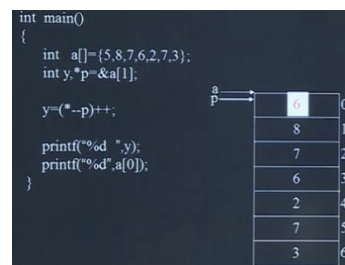 int main()
{
int a[]={5,8,7,6,2,7,3};
int y,*p=&a[1];
y=(*--p)++;
printf("%d ",y);
printf("%d",a[0]);
}
a
p
6 0
8 1
7 2
6 3
2 4
7 5
3 6